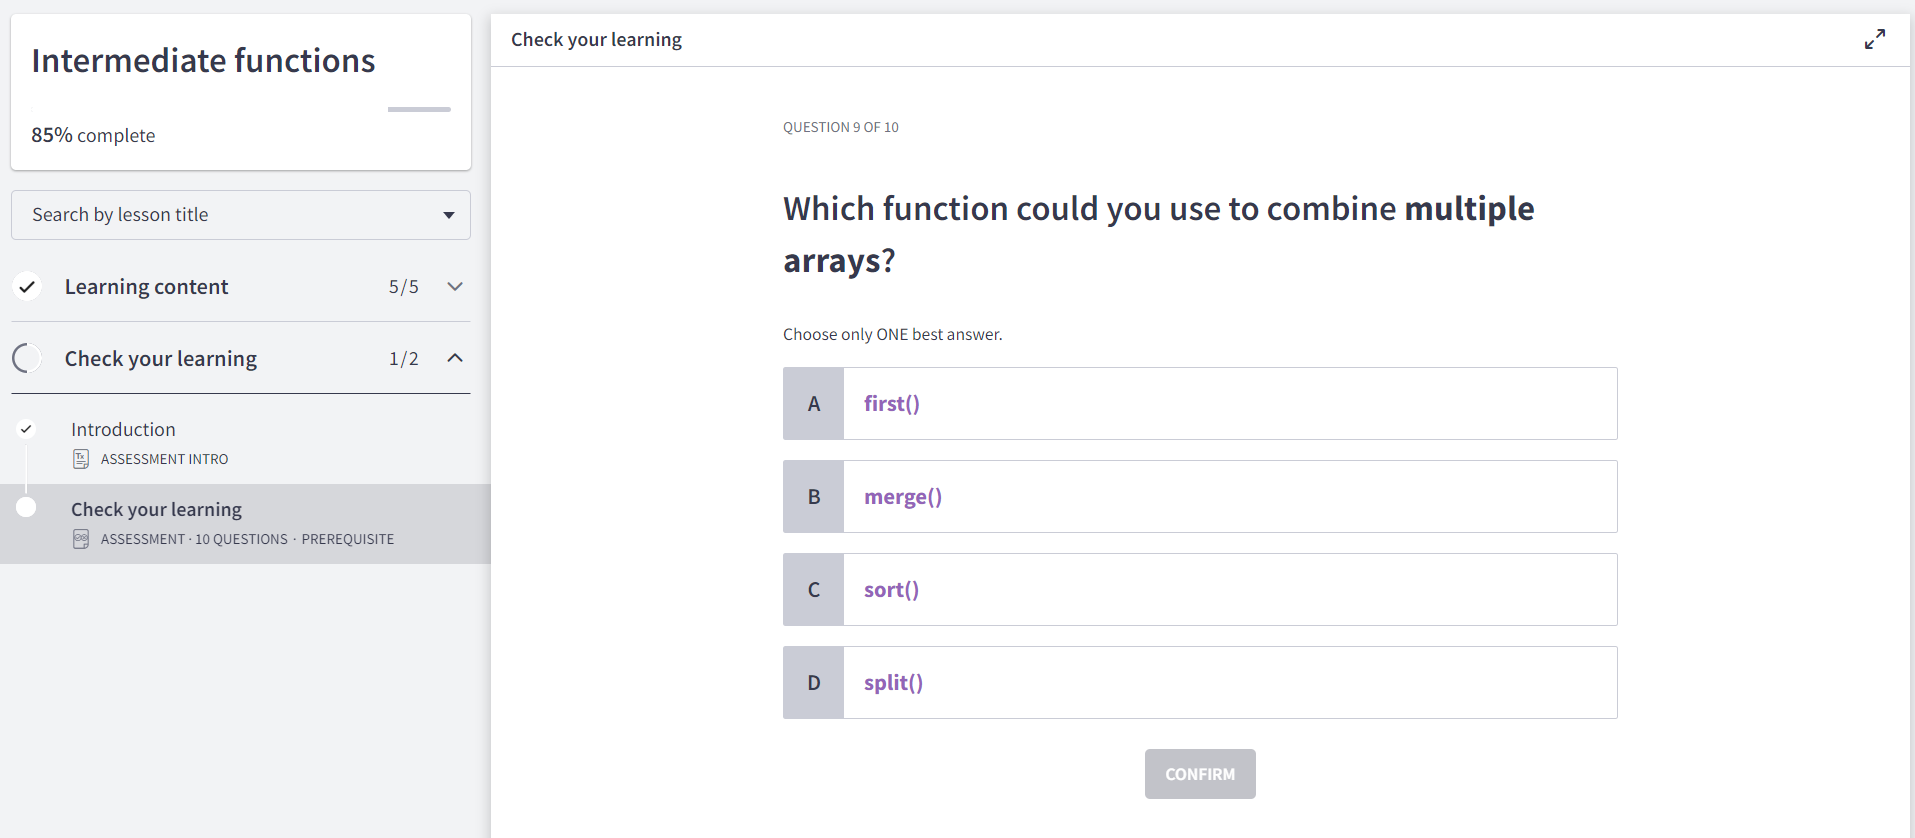 Intermediate functions
85% complete
Search by lesson title
Learning content 5/5
Check your learning 1/2
Introduction
ASSESSMENT INTRO
Check your learning
ASSESSMENT · 10 QUESTIONS · PREREQUISITE
Check your learning
QUESTION 9 OF 10
Which function could you use to combine multiple
arrays?
Choose only ONE best answer.
A first()
B merge()
C sort()
D split()
CONFIRM